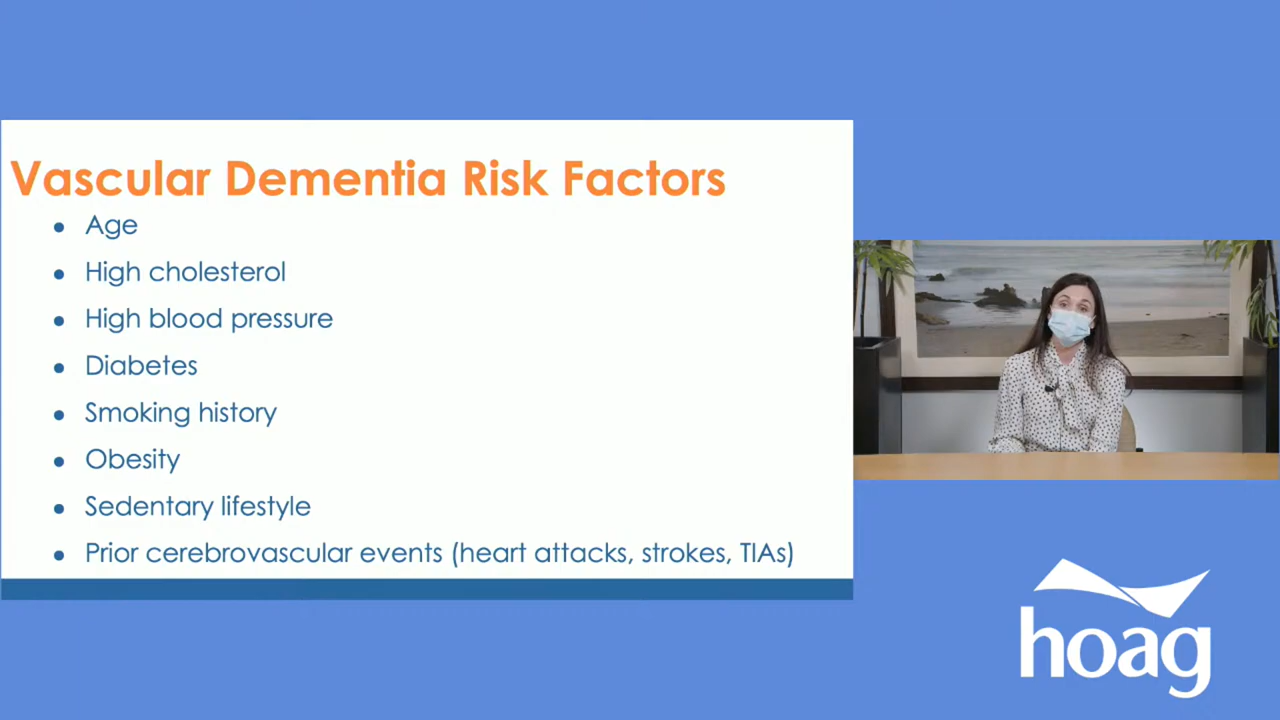 Vascular Dementia Risk Factors
• Age
• High cholesterol
• High blood pressure
• Diabetes
• Smoking history
• Obesity
• Sedentary lifestyle
• Prior cerebrovascular events (heart attacks, strokes, TIAs)
hoag